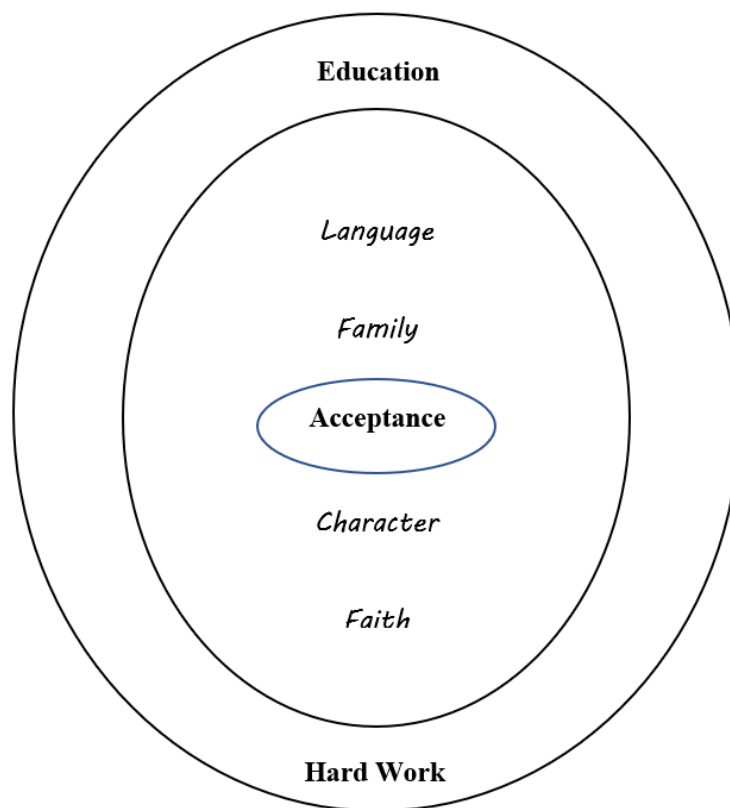 Education
Language
Family
Acceptance
Character
Faith
Hard Work